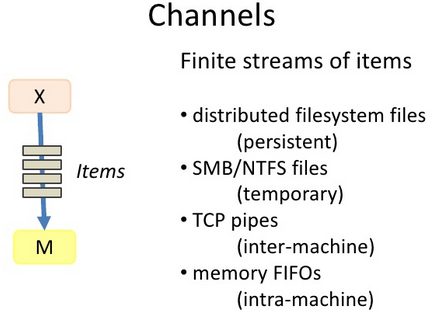 Channels
Finite streams of items
X
Items
M
• distributed filesystem files
(persistent)
• SMB/NTFS files
(temporary)
• TCP pipes
(inter-machine)
• memory FIFOs
(intra-machine)